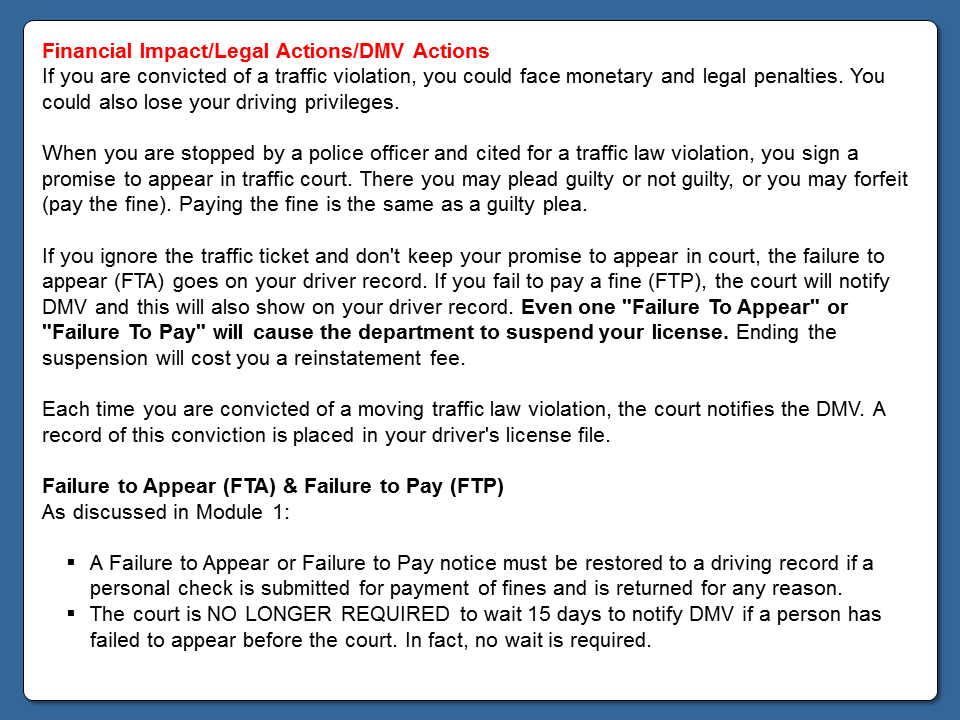 Financial Impact/Legal Actions/DMV Actions
If you are convicted of a traffic violation, you could face monetary and legal penalties. You
could also lose your driving privileges.
When you are stopped by a police officer and cited for a traffic law violation, you sign a
promise to appear in traffic court. There you may plead guilty or not guilty, or you may forfeit
(pay the fine). Paying the fine is the same as a guilty plea.
If you ignore the traffic ticket and don't keep your promise to appear in court, the failure to
appear (FTA) goes on your driver record. If you fail to pay a fine (FTP), the court will notify
DMV and this will also show on your driver record. Even one "Failure To Appear" or
"Failure To Pay" will cause the department to suspend your license. Ending the
suspension will cost you a reinstatement fee.
Each time you are convicted of a moving traffic law violation, the court notifies the DMV. A
record of this conviction is placed in your driver's license file.
Failure to Appear (FTA) & Failure to Pay (FTP)
As discussed in Module 1:
▪ A Failure to Appear or Failure to Pay notice must be restored to a driving record if a
personal check is submitted for payment of fines and is returned for any reason.
▪ The court is NO LONGER REQUIRED to wait 15 days to notify DMV if a person has
failed to appear before the court. In fact, no wait is required.